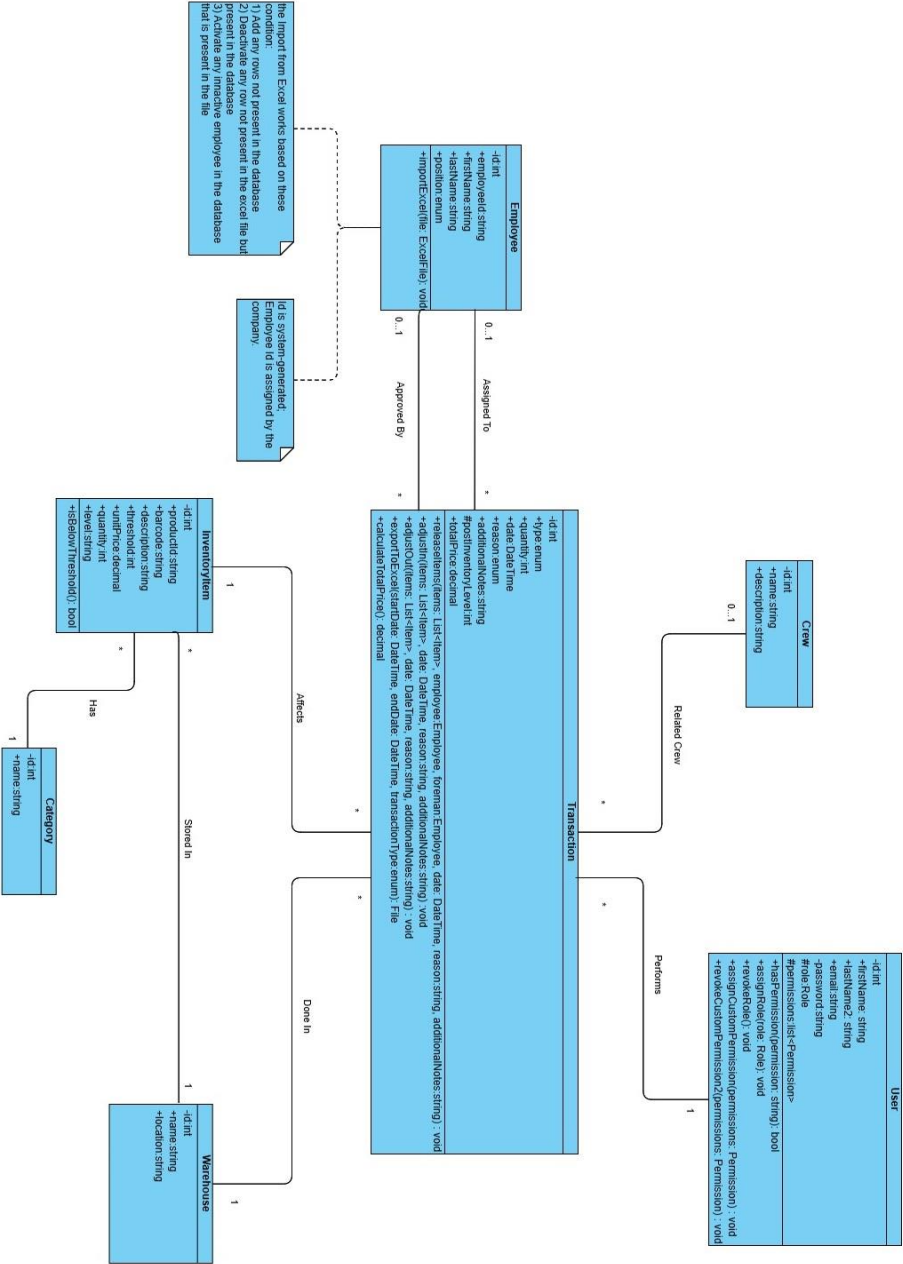 Employee
-id:int
+employeeId:string
+firstName:string
+lastName:string
+position:enum
+importExcel(file: ExcelFile): void
the Import from Excel works based on these
condition:
1) Add any rows not present in the database
2) Deactivate any row not present in the excel file but
present in the database
3) Activate any innactive employee in the database
that is present in the file
Id is system-generated;
Employee Id is assigned by the
company.
0...1
Assigned To
*
0...1
Approved By
*
Crew
-id:int
+name:string
+description:string
0...1
Related Crew
*
User
-id:int
+firstName: string
+lastName2: string
+email:string
-password:string
#role:Role
#permissions:list<Permission>
+hasPermission(permission: string): bool
+assignRole(role: Role): void
+revokeRole(): void
+assignCustomPermission(permissions: Permission) : void
+revokeCustomPermission2(permissions: Permission) : void
1
Performs
*
Transaction
-id:int
+type:enum
+quantity:int
+date:DateTime
+reason:enum
+additionalNotes:string
#postInventoryLevel:int
+totalPrice:decimal
+releaseItems(items: List<Item>, employee:Employee, foreman:Employee, date: DateTime, reason:string, additionalNotes:string) : void
+adjustIn(items: List<Item>, date: DateTime, reason:string, additionalNotes:string) :void
+adjustOut(items: List<Item>, date: DateTime, reason:string, additionalNotes:string) : void
+exportToExcel(startDate: DateTime, endDate: DateTime, transactionType:enum): File
+calculateTotalPrice(): decimal
*
Affects
1
*
Done In
1
InventoryItem
-id:int
+productId:string
+barcode:string
+description:string
+threshold:int
+unitPrice:decimal
+quantity:int
+level:string
+isBelowThreshold(): bool
*
Stored In
1
*
Has
1
Category
-id:int
+name:string
Warehouse
-id:int
+name:string
+location:string